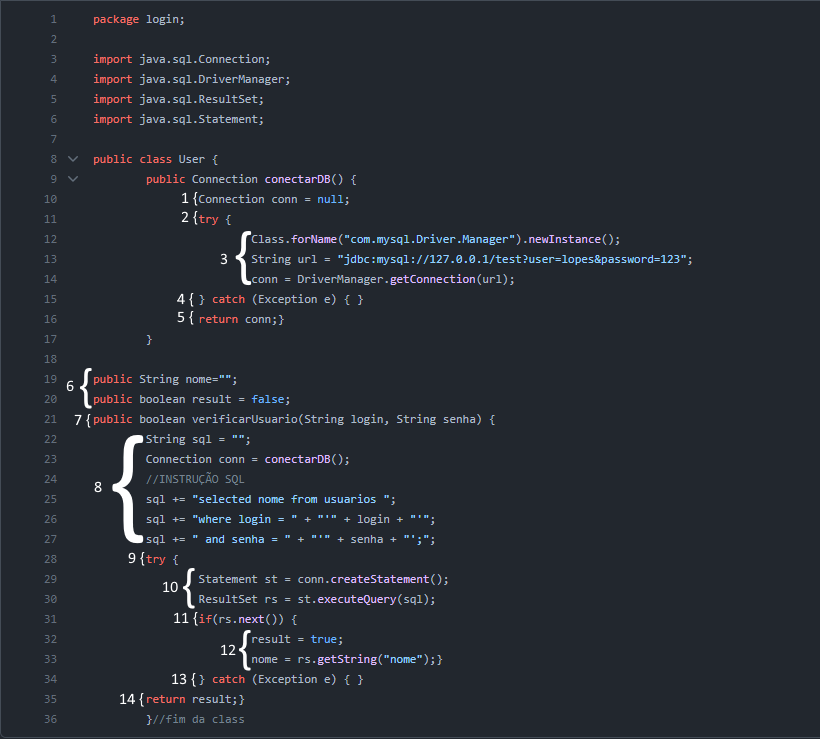 1 package login;
2
3 import java.sql.Connection;
4 import java.sql.DriverManager;
5 import java.sql.ResultSet;
6 import java.sql.Statement;
7
8 public class User {
9 public Connection conectarDB() {
10 1 {Connection conn = null;
11 2 {try {
12 Class.forName("com.mysql.Driver.Manager").newInstance();
13 3 { String url = "jdbc:mysql://127.0.0.1/test?user=lopes&password=123";
14 conn = DriverManager.getConnection(url);
15 4 { } catch (Exception e) { }
16 5 { return conn;}
17 }
18
19 6 { public String nome="";
20 public boolean result = false;
21 7 {public boolean verificarUsuario(String login, String senha) {
22 String sql = "";
23 Connection conn = conectarDB();
24 8 { //INSTRUÇÃO SQL
25 sql += "selected nome from usuarios ";
26 sql += "where login = " + "'" + login + "'";
27 sql += " and senha = " + "'" + senha + "';";
28 9 {try {
29 10 { Statement st = conn.createStatement();
30 ResultSet rs = st.executeQuery(sql);
31 11 {if(rs.next()) {
32 12 { result = true;
33 nome = rs.getString("nome");}
34 13 {} catch (Exception e) { }
35 14 {return result;}
36 }//fim da class